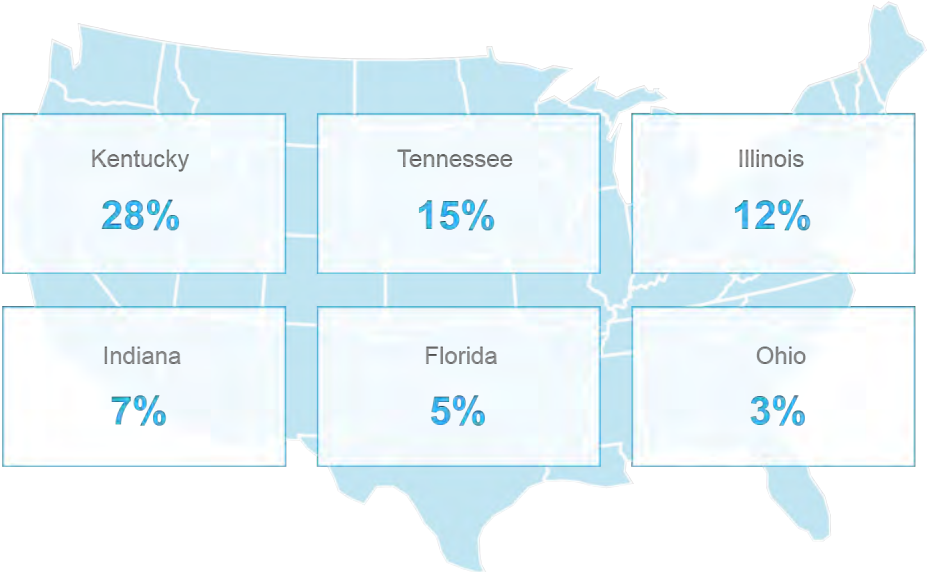 Kentucky
28%
Tennessee
15%
Illinois
12%
Indiana
7%
Florida
5%
Ohio
3%